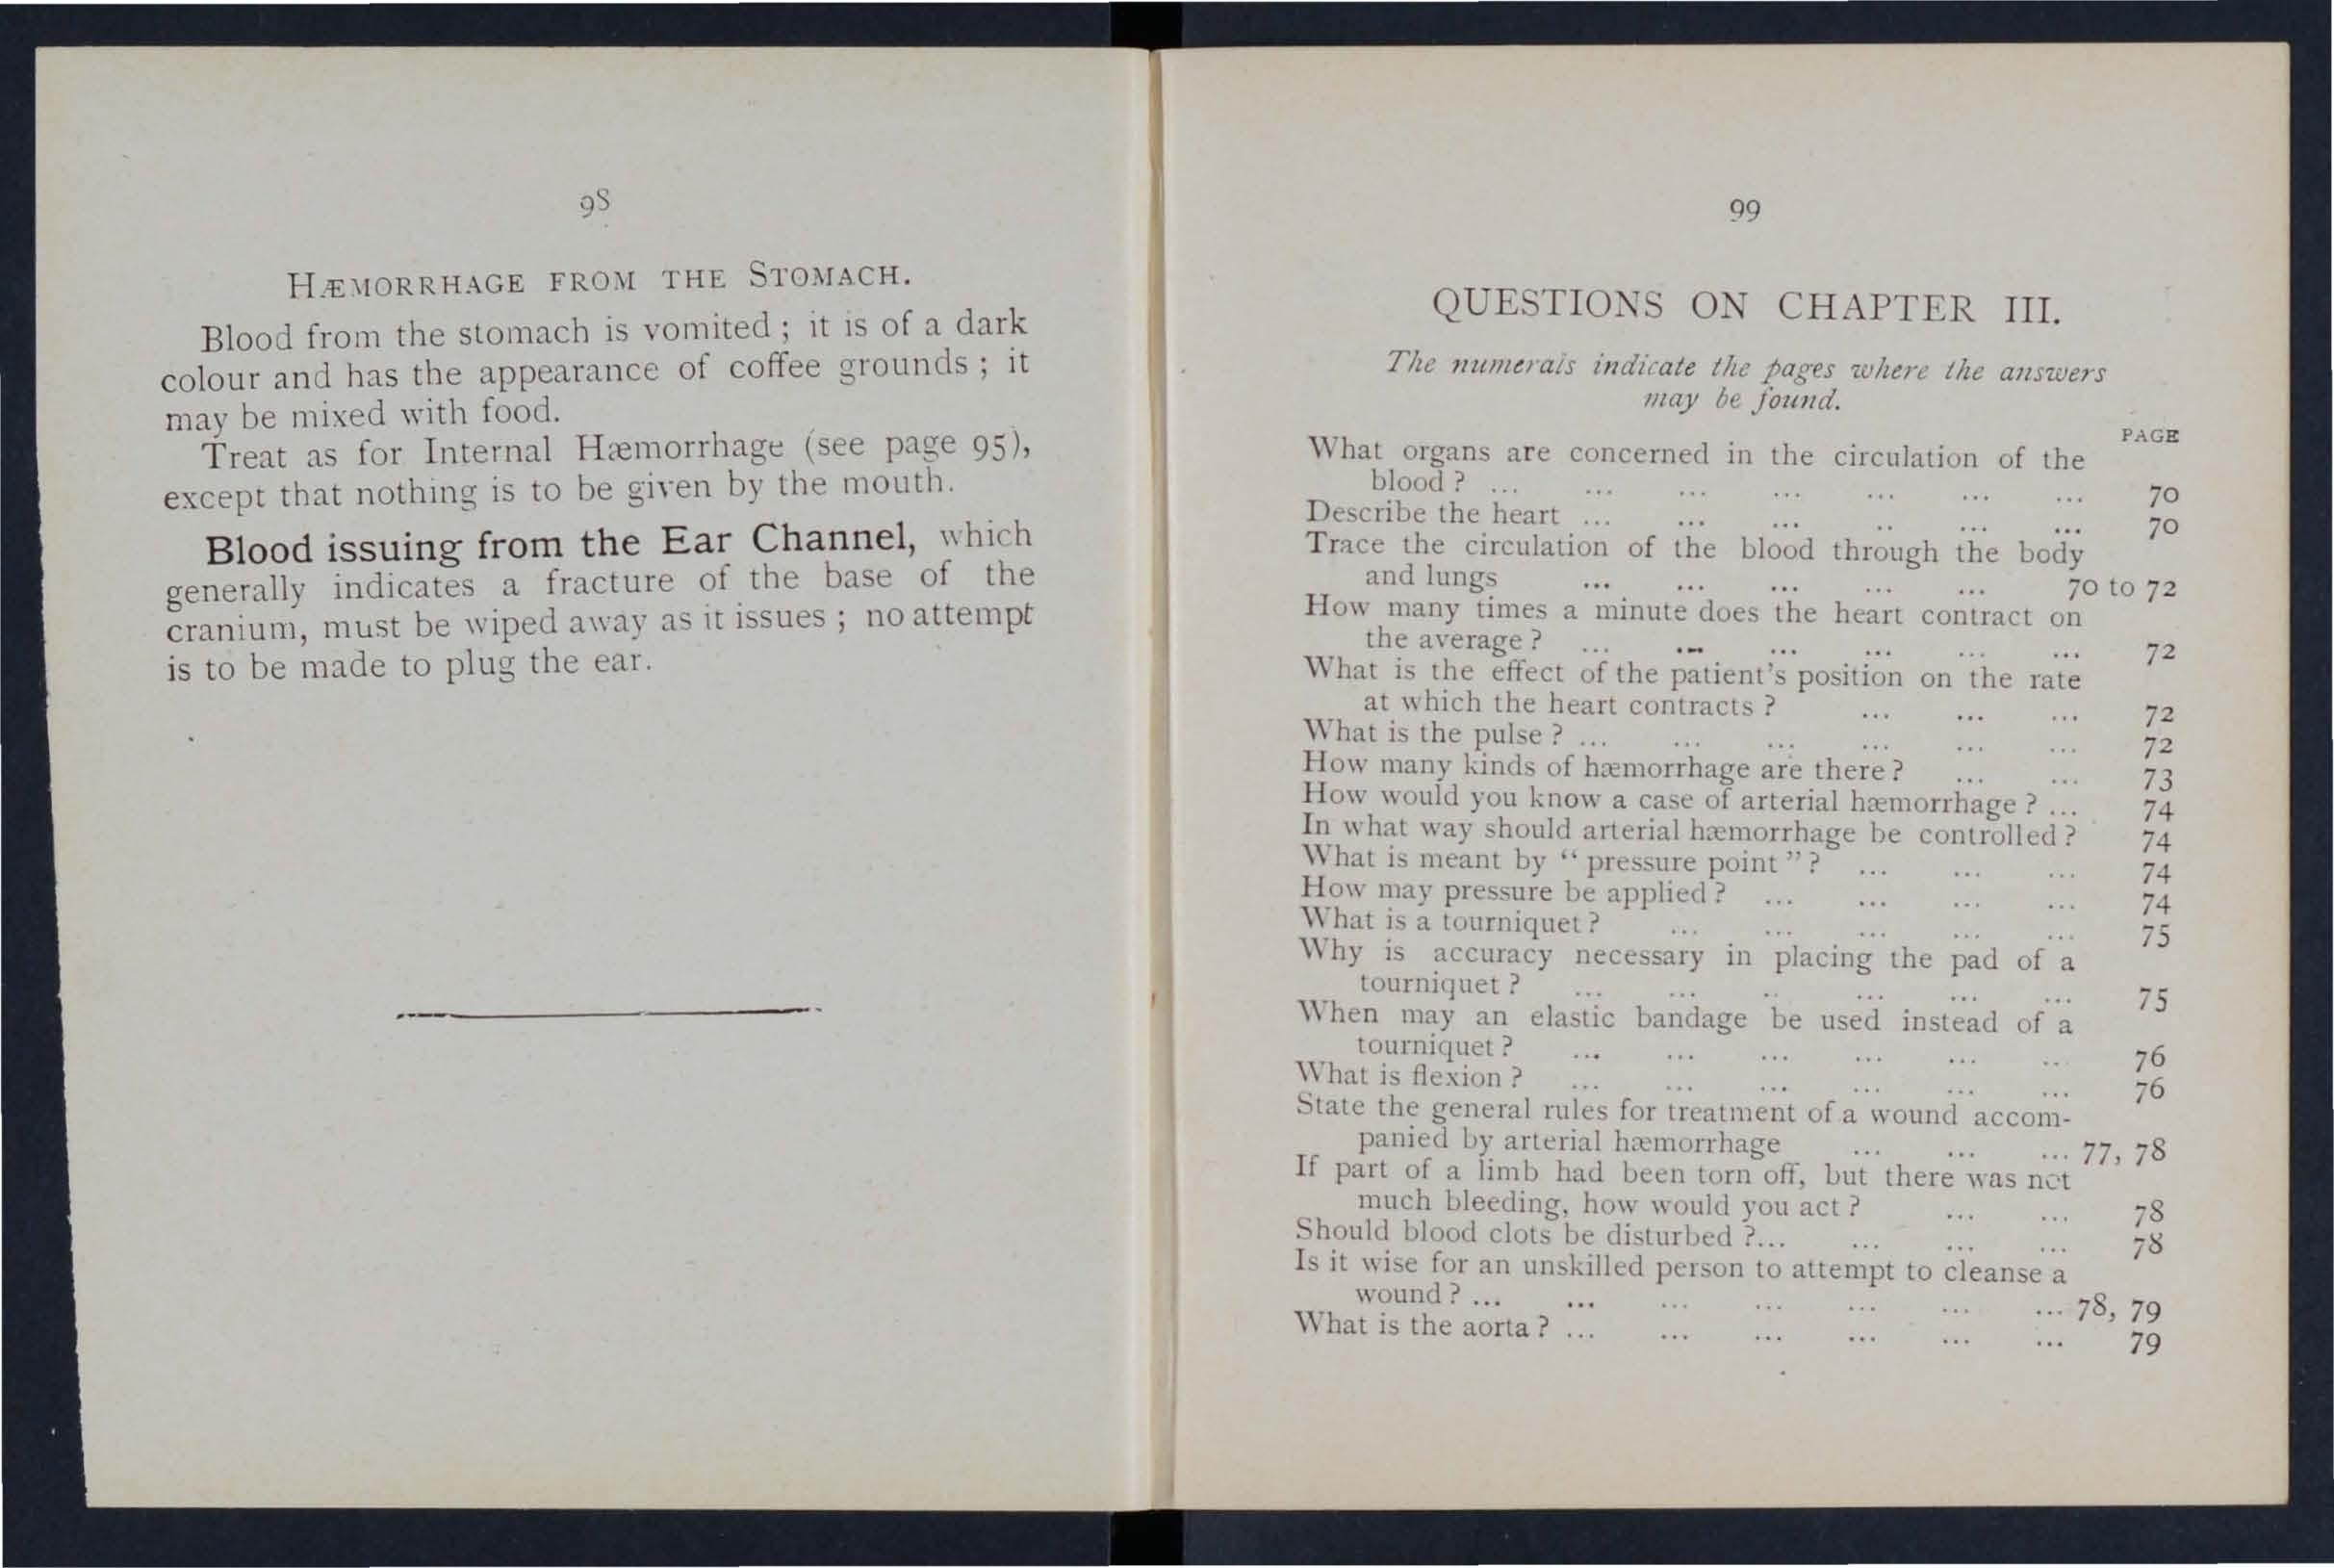 98
HÆMORRHAGE FROM THE STOMACH.
Blood from the stomach is vomited ; it is of a dark
colour and has the appearance of coffee grounds ; it
may be mixed with food.
Treat as for Internal Hæmorrhage (see page 95),
except that nothing is to be given by the mouth.
Blood issuing from the Ear Channel, which
generally indicates a fracture of the base of the
cranium, must be wiped away as it issues ; no attempt
is to be made to plug the ear.
99
QUESTIONS ON CHAPTER III.
The numerals indicate the pages where the answers
may be found.
PAGE
What organs are concerned in the circulation of the
blood ? ... ... ... ... ... ... ... 70
Describe the heart ... ... ... .. ... ... 70
Trace the circulation of the blood through the body
and lungs ... ... ... ... ... 70 to 72
How many times a minute does the heart contract on
the average ? ... ... ... ... ... ... 72
What is the effect of the patient's position on the rate
at which the heart contracts ? ... ... ... 72
What is the pulse ? ... ... ... ... ... ... 72
How many kinds of hæmorrhage are there ? ... ... 73
How would you know a case of arterial hæmorrhage ? ... 74
In what way should arterial hæmorrhage be controlled ? 74
What is meant by “ pressure point ” ? ... ... ... 74
How may pressure be applied ? ... ... ... ... 74
What is a tourniquet ? ... ... ... ... ... 75
Why is accuracy necessary in placing the pad of a
tourniquet ? ... ... .. ... ... ... 75
When may an elastic bandage be used instead of a
tourniquet ? ... ... ... ... ... .. 76
What is flexion ? ... ... ... ... ... ... 76
State the general rules for treatment of a wound accom-
panied by arterial hæmorrhage ... ... ... 77, 78
If part of a limb had been torn off, but there was not
much bleeding, how would you act ? ... ... 78
Should blood clots be disturbed ?... ... ... ... 78
Is it wise for an unskilled person to attempt to cleanse a
wound ? ... ... ... ... ... ... ... 78, 79
What is the aorta ? ... ... ... ... ... ... 79